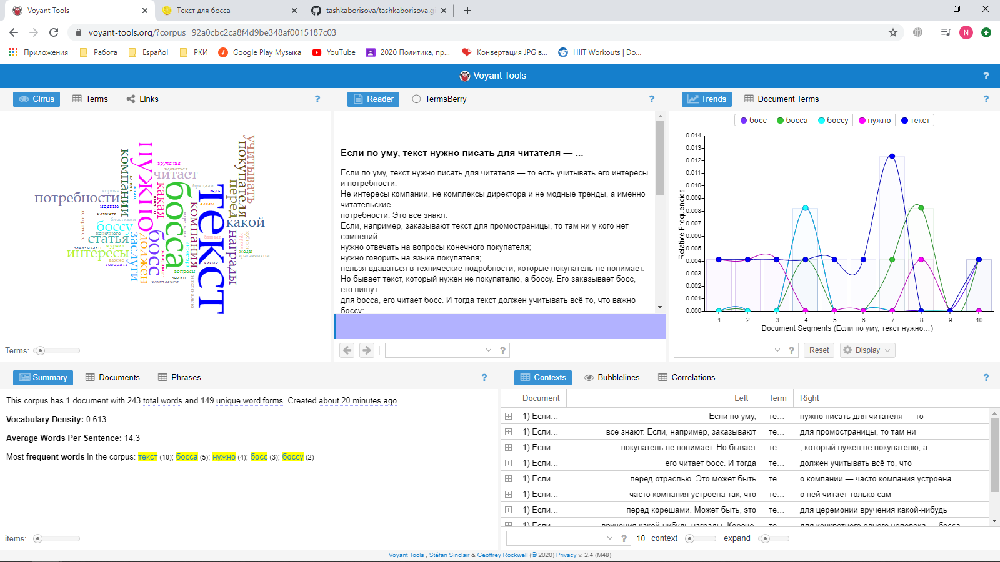 Voyant Tools
Текст для босса
tashkaborisova/tashkaborisova.g
voyant-tools.org/?corpus=92a0cbc2ca8f4d9be348af0015187c03
N
Приложения
Работа
Español
РКИ
Google Play Музыка
YouTube
2020 Политика, пр...
Конвертация JPG в...
HIIT Workouts | Do...
Voyant Tools
?
Cirrus
Terms
Links
?
Reader
TermsBerry
?
Trends
Document Terms
?
текст
босса
нужно
босс
боссу
потребности
компании
читает
какая
компания
перед
покупателя
учитывать
какой
награды
статья
интересы
заслуги
должен
вручения
вдаваться
короче
модные
клиента
блестками
конечного
заказывают
журнал
важно
говорить
вопросы
знают
комплексы
какие
бывает
красавчиком
конкретного
Terms:
Если по уму, текст нужно писать для читателя — ...
Если по уму, текст нужно писать для читателя — то есть учитывать его интересы
и потребности.
Не интересы компании, не комплексы директора и не модные тренды, а именно
читательские
потребности. Это все знают.
Если, например, заказывают текст для промостраницы, то там ни у кого нет
сомнений:
нужно отвечать на вопросы конечного покупателя;
нужно говорить на языке покупателя;
нельзя вдаваться в технические подробности, которые покупатель не понимает.
Но бывает текст, который нужен не покупателю, а боссу. Его заказывает босс,
его пишут
для босса, его читает босс. И тогда текст должен учитывать всё то, что важно
боссу:
?
босс
босса
боссу
нужно
текст
0.014
0.013
0.012
0.011
0.010
0.009
0.008
0.007
0.006
0.005
0.004
0.003
0.002
0.001
0.000
Relative Frequencies
1 2 3 4 5 6 7 8 9 10
Document Segments (Если по уму, текст нужно...)
?
Reset
Display
Summary
Documents
Phrases
?
This corpus has 1 document with 243 total words and 149 unique word forms. Created about 20 minutes ago.
Vocabulary Density: 0.613
Average Words Per Sentence: 14.3
Most frequent words in the corpus: текст (10); босса (5); нужно (4); босс (3); боссу (2)
items:
Contexts
Bubblelines
Correlations
?
Document Left Term Right
1) Если... Если по уму, те... нужно писать для читателя — то
1) Если... все знают. Если, например, заказывают те... для промостраницы, то там ни
1) Если... покупатель не понимает. Но бывает те... , который нужен не покупателю, а
1) Если... его читает босс. И тогда те... должен учитывать всё то, что
1) Если... перед отраслью. Это может быть те... о компании — часто компания устроена
1) Если... часто компания устроена так, что те... о ней читает только сам
1) Если... перед корешами. Может быть, это те... для церемонии вручения какой-нибудь
1) Если... вручения какой-нибудь награды. Короче, те... для конкретного одного человека — босса
? 10 context expand
Voyant Tools , Stéfan Sinclair & Geoffrey Rockwell (© 2020) Privacy v. 2.4 (M48)